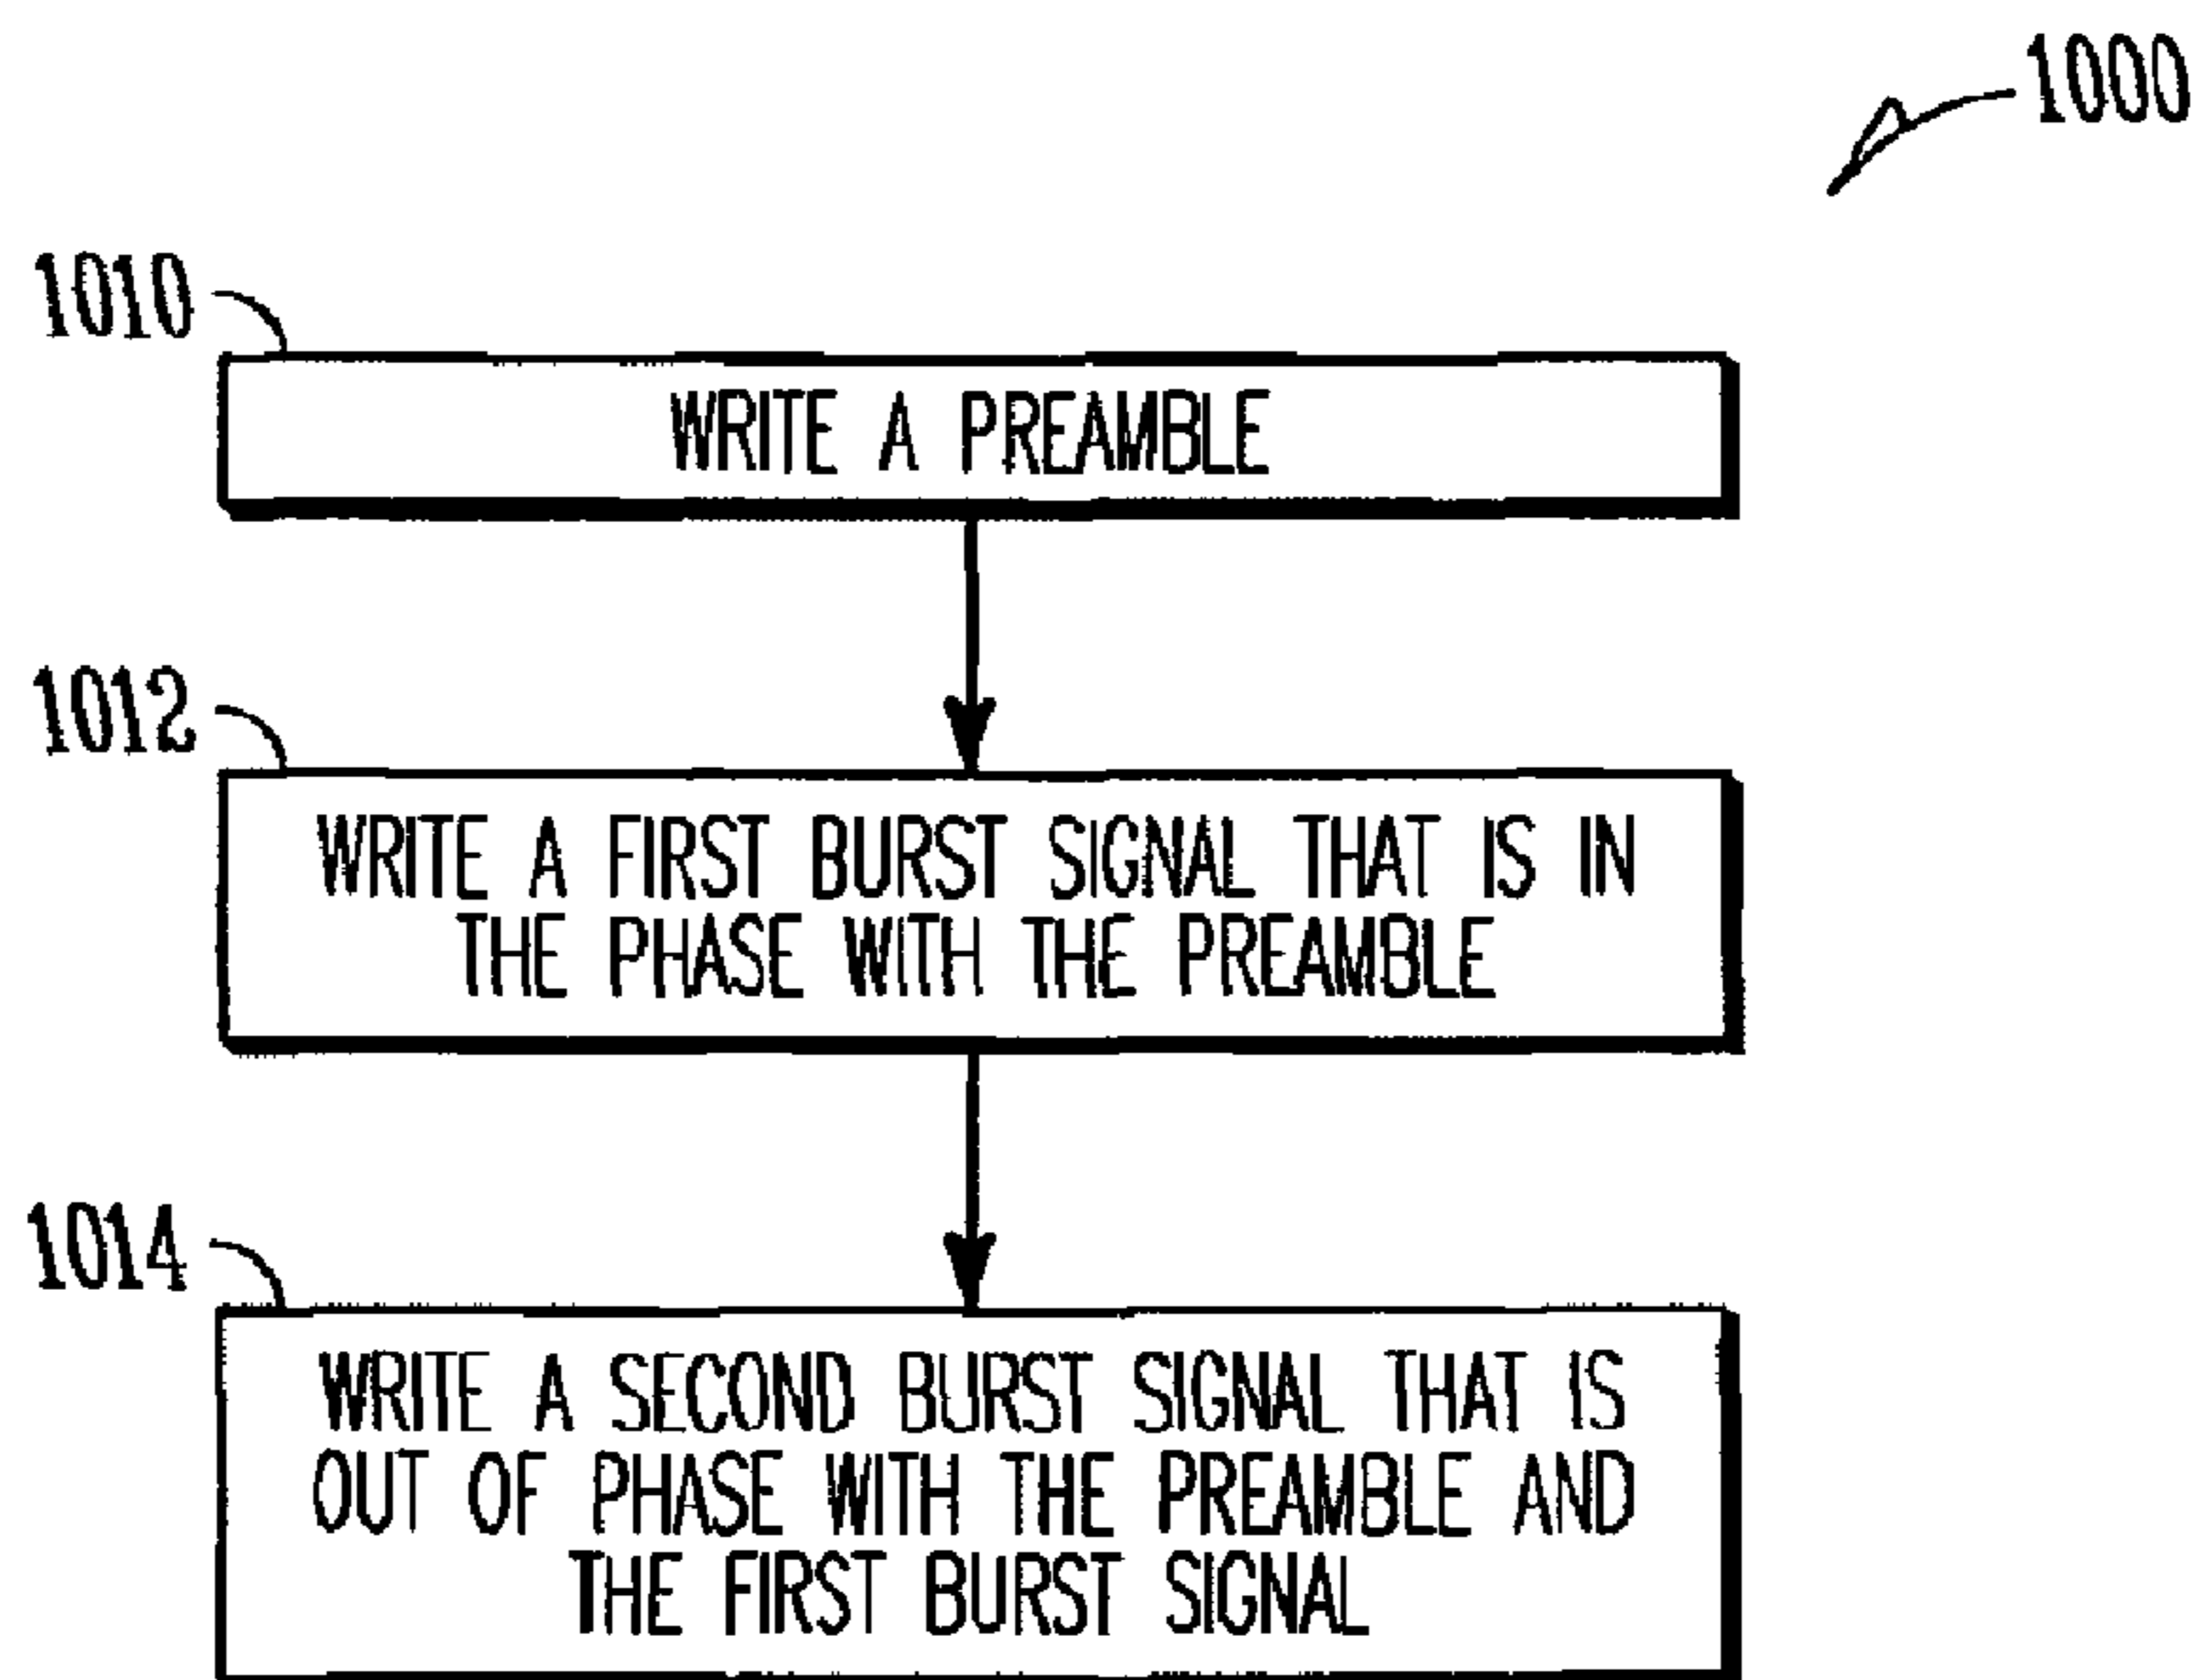 1000
1010
WRITE A PREAMBLE
1012
WRITE A FIRST BURST SIGNAL THAT IS IN
THE PHASE WITH THE PREAMBLE
1014
WRITE A SECOND BURST SIGNAL THAT IS
OUT OF PHASE WITH THE PREAMBLE AND
THE FIRST BURST SIGNAL